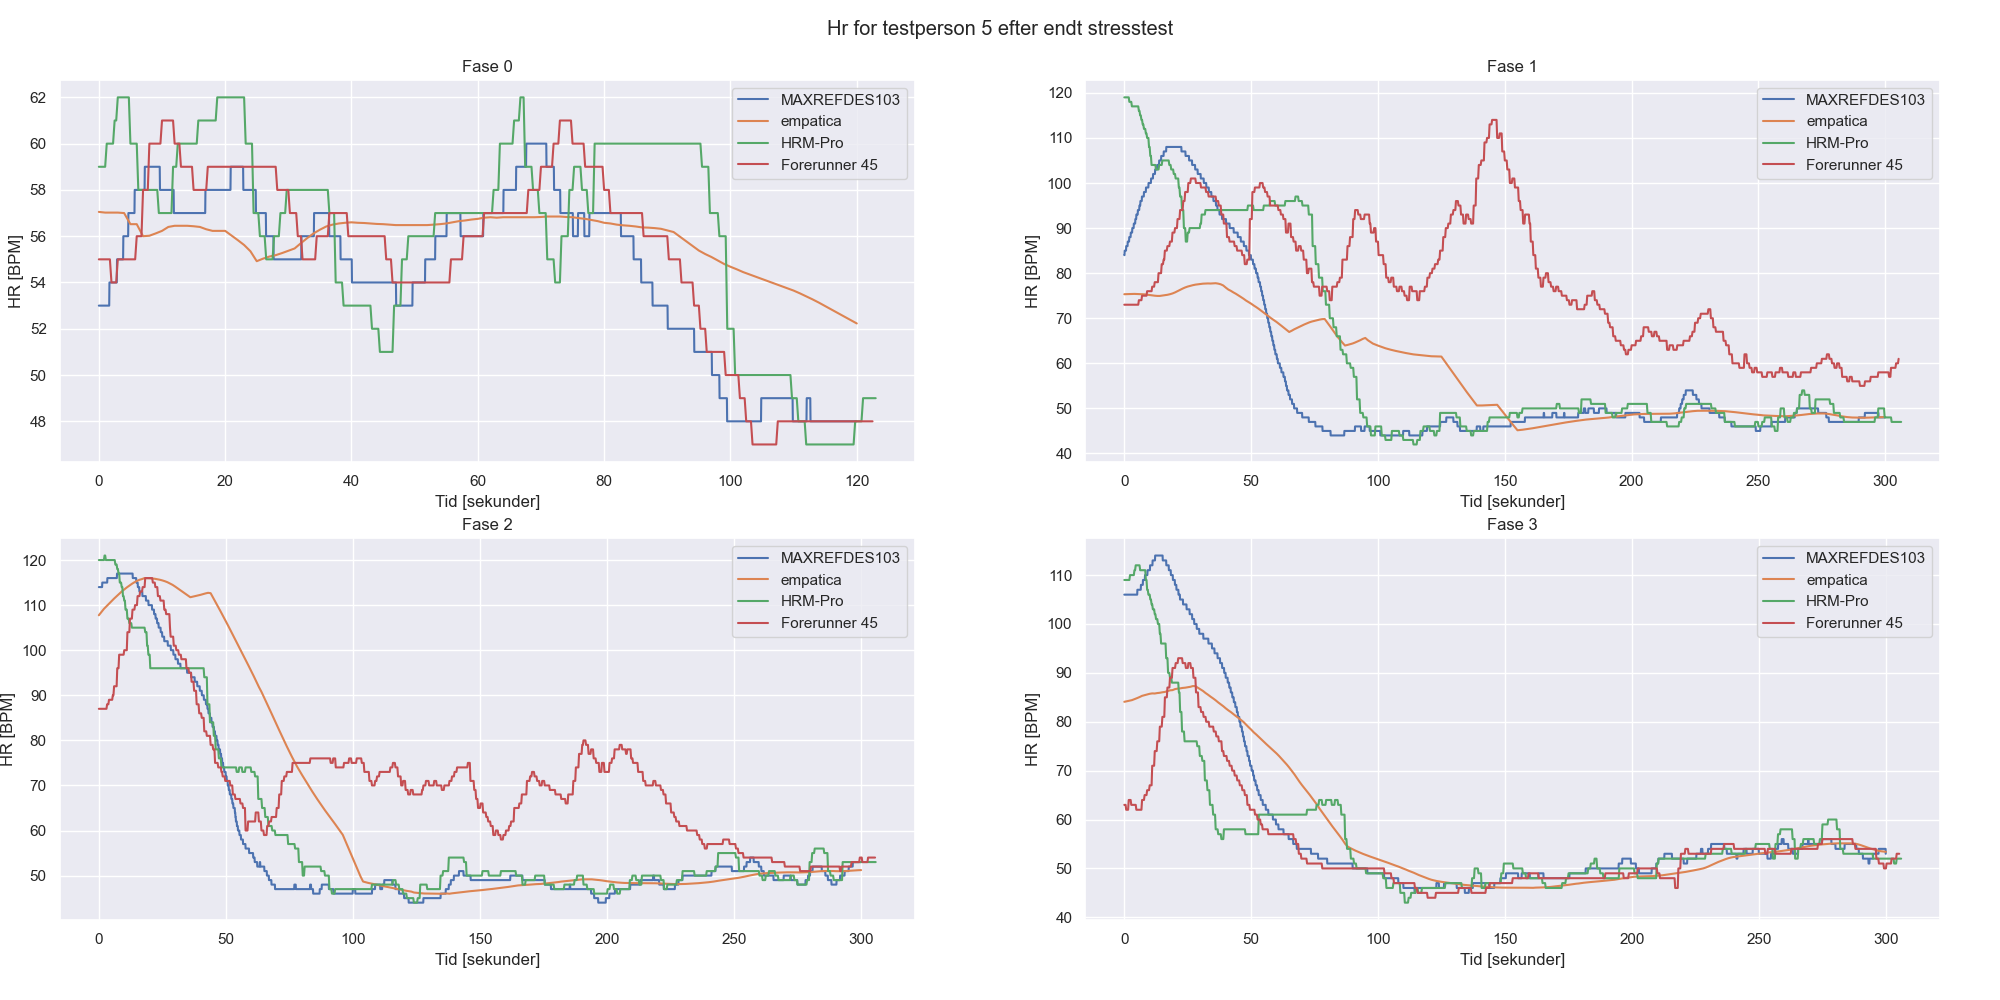 Hr for testperson 5 efter endt stresstest
Fase 0
HR [BPM]
62
60
58
56
54
52
50
48
0 20 40 60 80 100 120
Tid [sekunder]
MAXREFDES103
empatica
HRM-Pro
Forerunner 45
Fase 1
HR [BPM]
120
110
100
90
80
70
60
50
40
0 50 100 150 200 250 300
Tid [sekunder]
MAXREFDES103
empatica
HRM-Pro
Forerunner 45
Fase 2
HR [BPM]
120
110
100
90
80
70
60
50
0 50 100 150 200 250 300
Tid [sekunder]
MAXREFDES103
empatica
HRM-Pro
Forerunner 45
Fase 3
HR [BPM]
110
100
90
80
70
60
50
40
0 50 100 150 200 250 300
Tid [sekunder]
MAXREFDES103
empatica
HRM-Pro
Forerunner 45